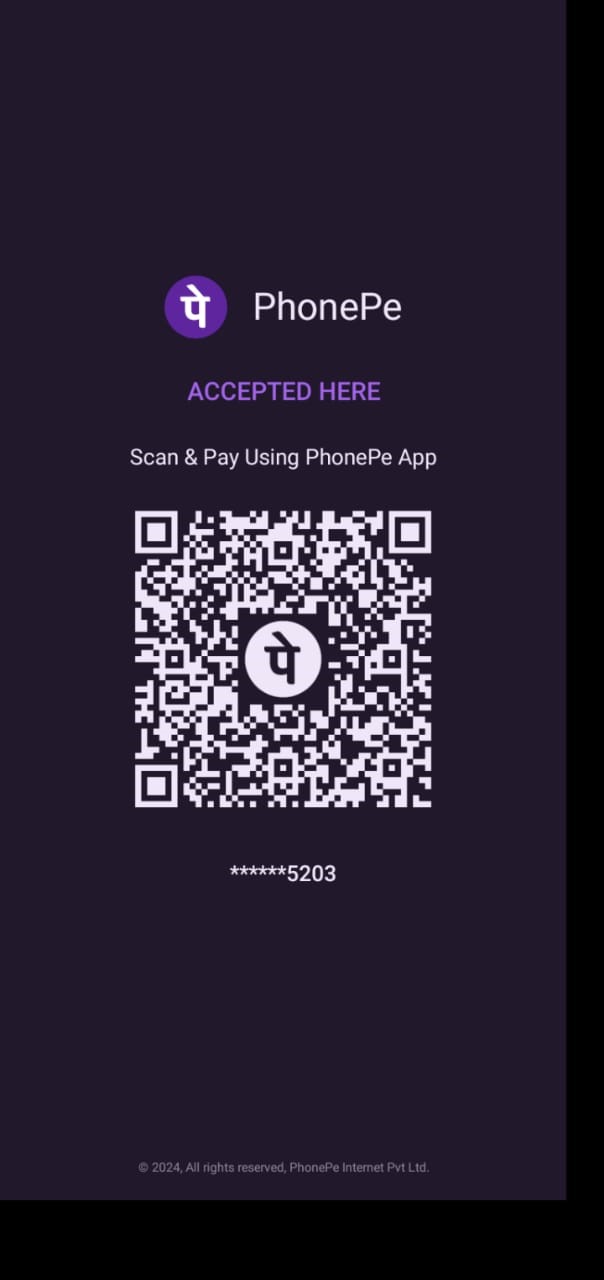 पे PhonePe
ACCEPTED HERE
Scan & Pay Using PhonePe App
पे
******5203
© 2024, All rights reserved, PhonePe Internet Pvt Ltd.